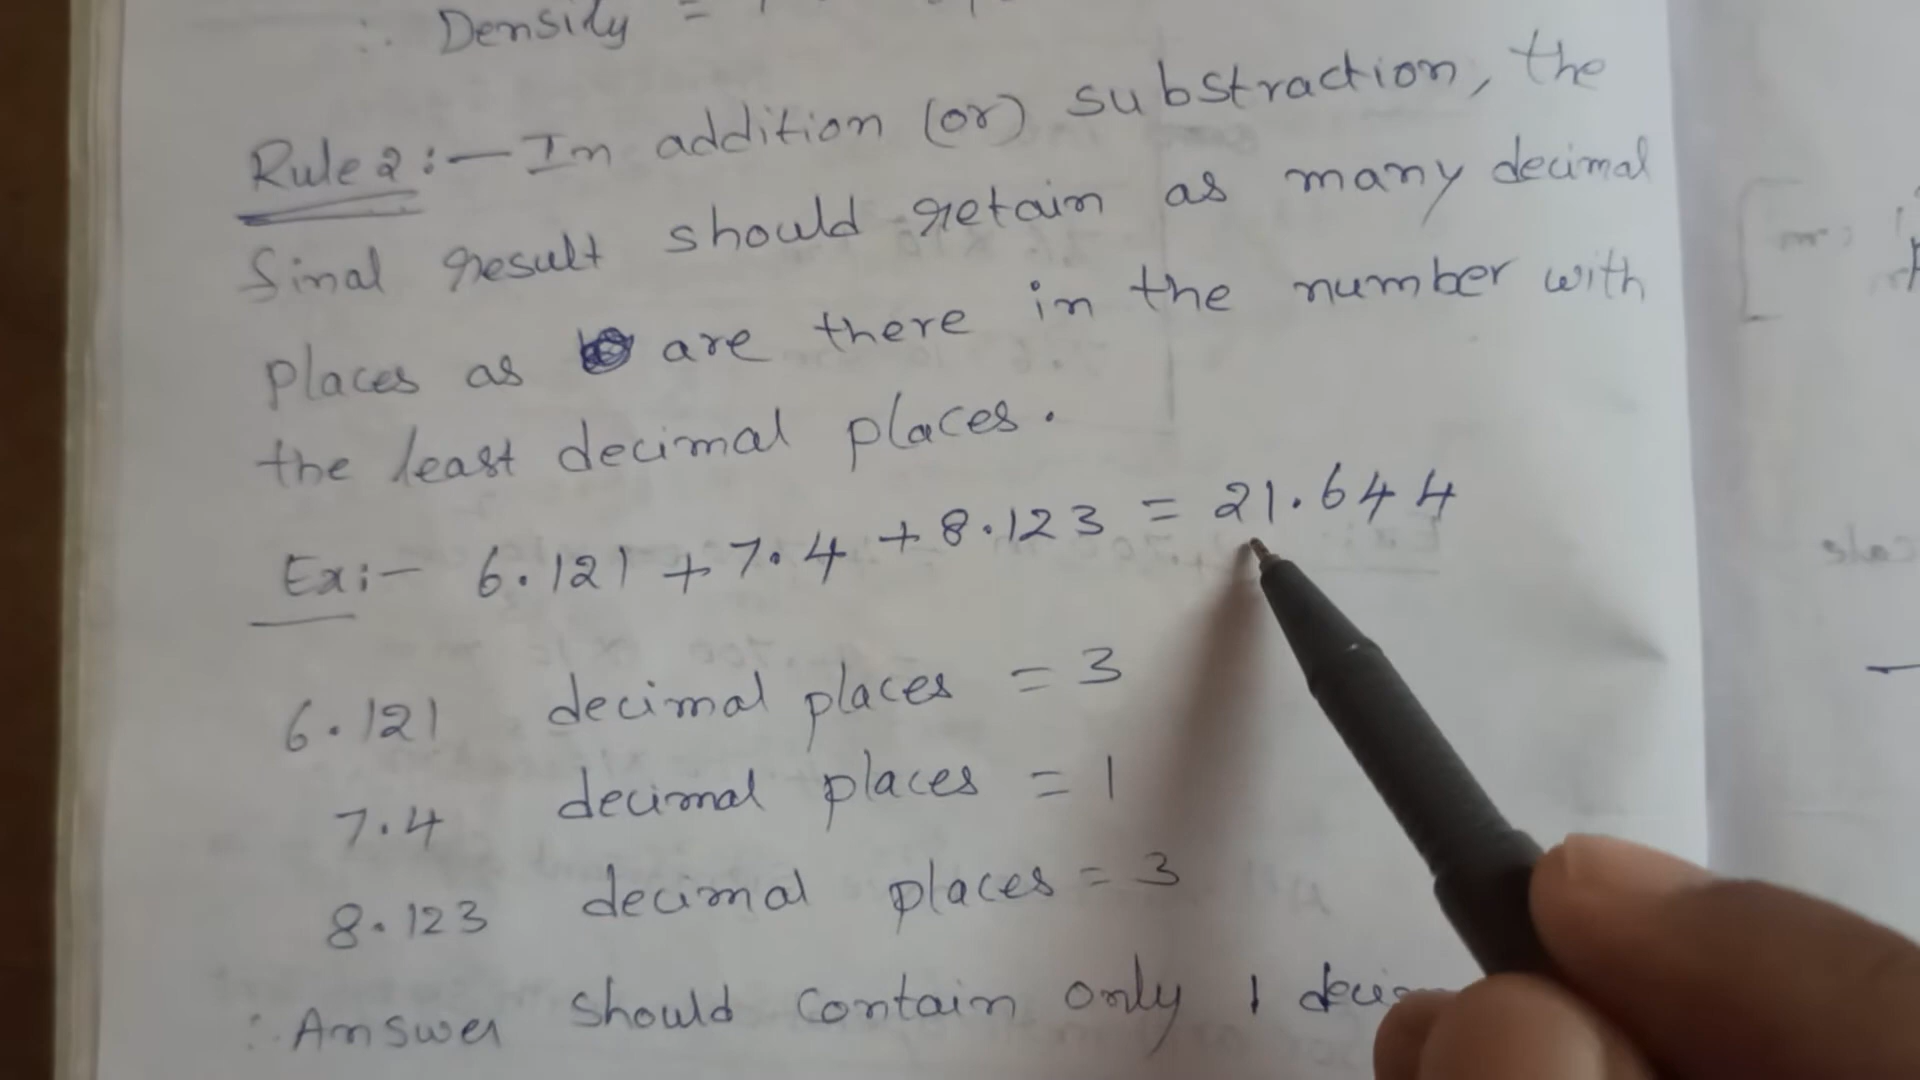 ∴ Density =
Rule 2 :— In addition (or) substraction, the
final result should retain as many decimal
places as are there in the number with
the least decimal places.
Ex:- 6.121 + 7.4 + 8.123 = 21.644
6.121 decimal places = 3
7.4 decimal places = 1
8.123 decimal places = 3
∴ Answer should contain only 1